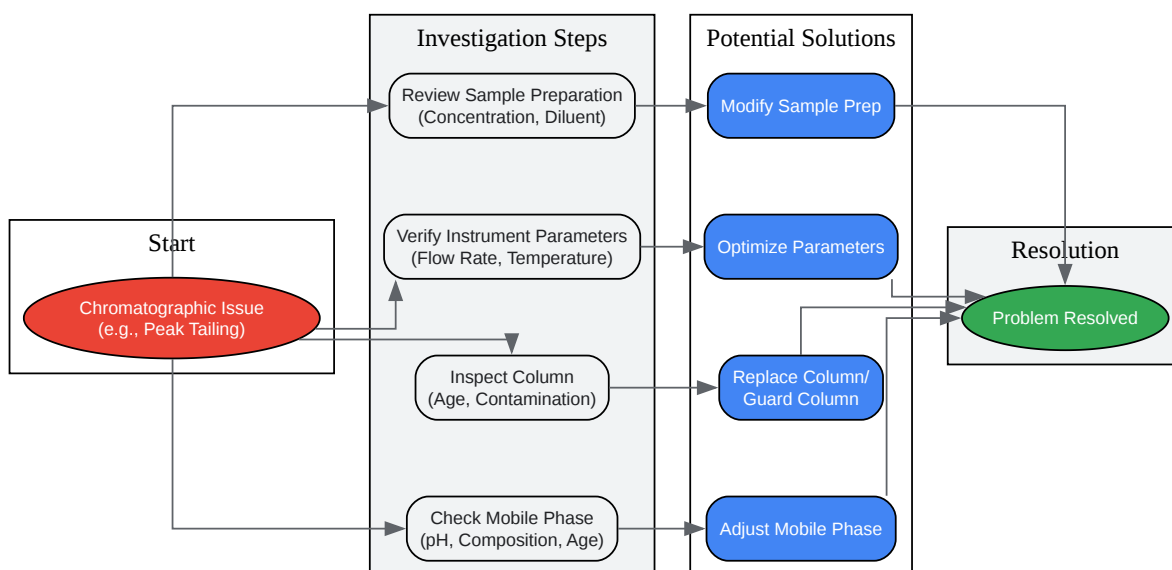 Investigation Steps
Potential Solutions
Review Sample Preparation
(Concentration, Diluent)
Modify Sample Prep
Start
Verify Instrument Parameters
(Flow Rate, Temperature)
Optimize Parameters
Resolution
Chromatographic Issue
(e.g., Peak Tailing)
Problem Resolved
Inspect Column
(Age, Contamination)
Replace Column/
Guard Column
Check Mobile Phase
(pH, Composition, Age)
Adjust Mobile Phase